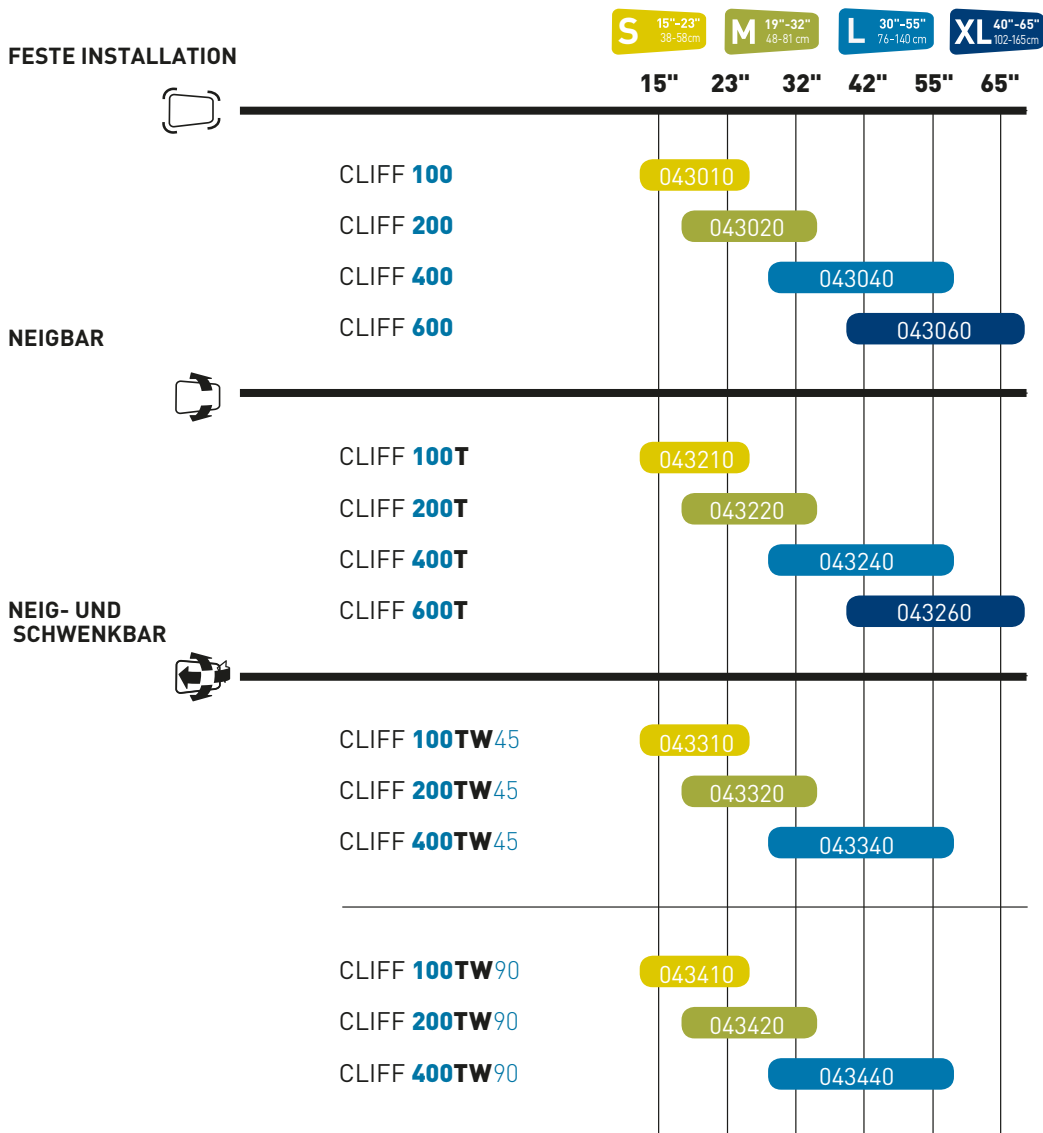 S 15"-23" M 19"-32" L 30"-55" XL 40"-65"
38-58cm 48-81 cm 76-140 cm 102-165cm
FESTE INSTALLATION
15" 23" 32" 42" 55" 65"
CLIFF 100 043010
CLIFF 200 043020
CLIFF 400 043040
CLIFF 600 043060
NEIGBAR
CLIFF 100T 043210
CLIFF 200T 043220
CLIFF 400T 043240
CLIFF 600T 043260
NEIG- UND
SCHWENKBAR
CLIFF 100TW45 043310
CLIFF 200TW45 043320
CLIFF 400TW45 043340
CLIFF 100TW90 043410
CLIFF 200TW90 043420
CLIFF 400TW90 043440